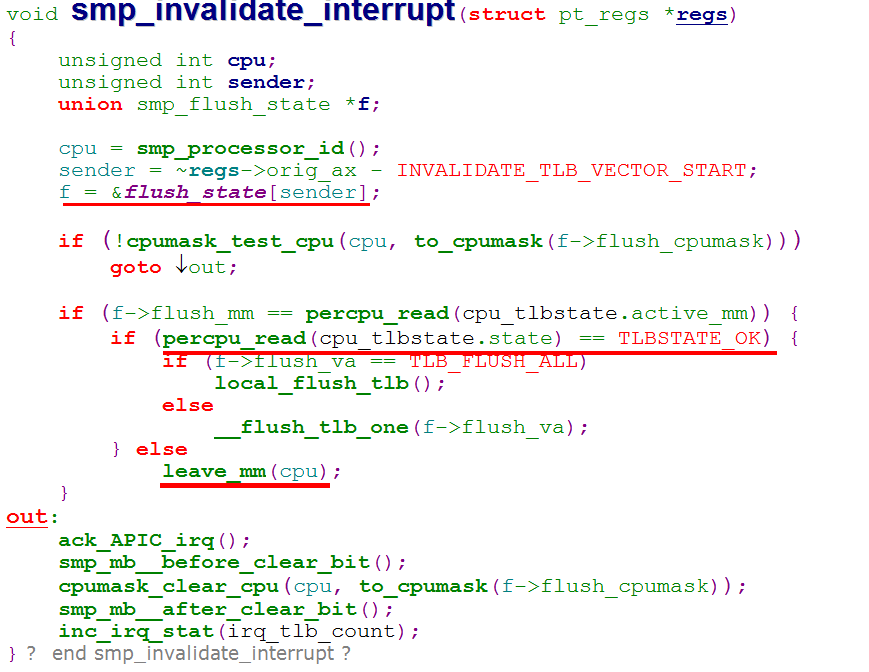 void smp_invalidate_interrupt(struct pt_regs *regs)
{
    unsigned int cpu;
    unsigned int sender;
    union smp_flush_state *f;

    cpu = smp_processor_id();
    sender = ~regs->orig_ax - INVALIDATE_TLB_VECTOR_START;
    f = &flush_state[sender];

    if (!cpumask_test_cpu(cpu, to_cpumask(f->flush_cpumask)))
        goto ↓out;

    if (f->flush_mm == percpu_read(cpu_tlbstate.active_mm)) {
        if (percpu_read(cpu_tlbstate.state) == TLBSTATE_OK) {
            if (f->flush_va == TLB_FLUSH_ALL)
                local_flush_tlb();
            else
                __flush_tlb_one(f->flush_va);
        } else
            leave_mm(cpu);
    }
out:
    ack_APIC_irq();
    smp_mb__before_clear_bit();
    cpumask_clear_cpu(cpu, to_cpumask(f->flush_cpumask));
    smp_mb__after_clear_bit();
    inc_irq_stat(irq_tlb_count);
} ? end smp_invalidate_interrupt ?